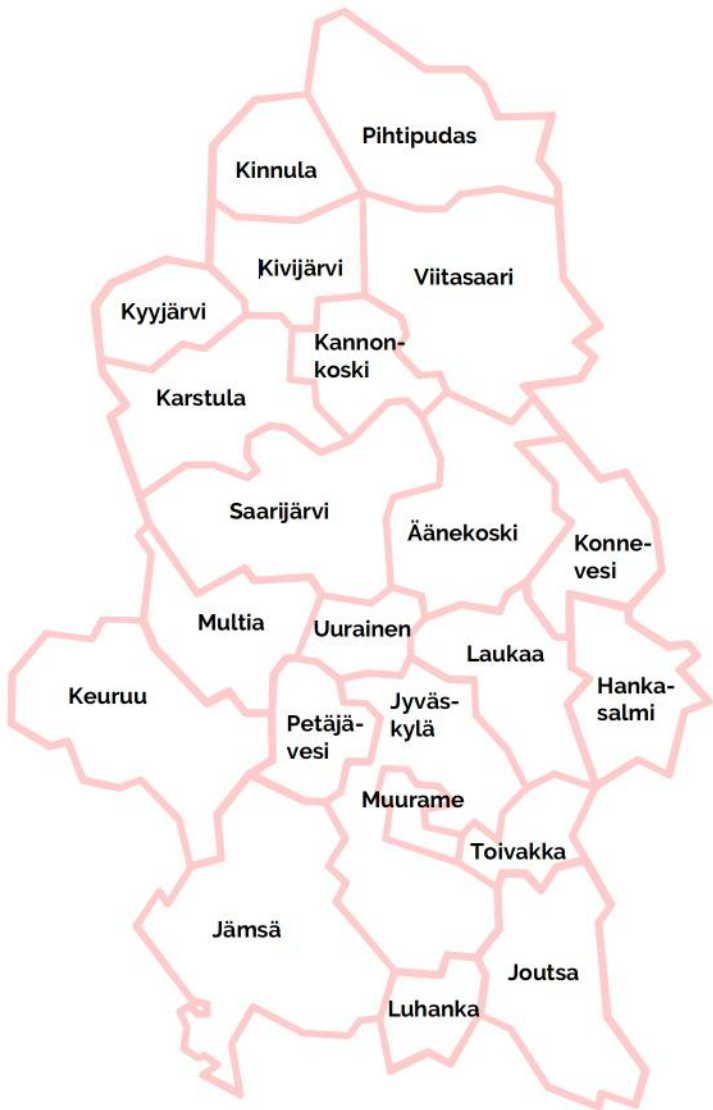 Pihtipudas
Kinnula
Kivijärvi
Viitasaari
Kyyjärvi
Kannon-
koski
Karstula
Saarijärvi
Äänekoski
Konne-
vesi
Multia
Uurainen
Laukaa
Keuruu
Hanka-
salmi
Jyväs-
kylä
Petäjä-
vesi
Muurame
Toivakka
Jämsä
Joutsa
Luhanka